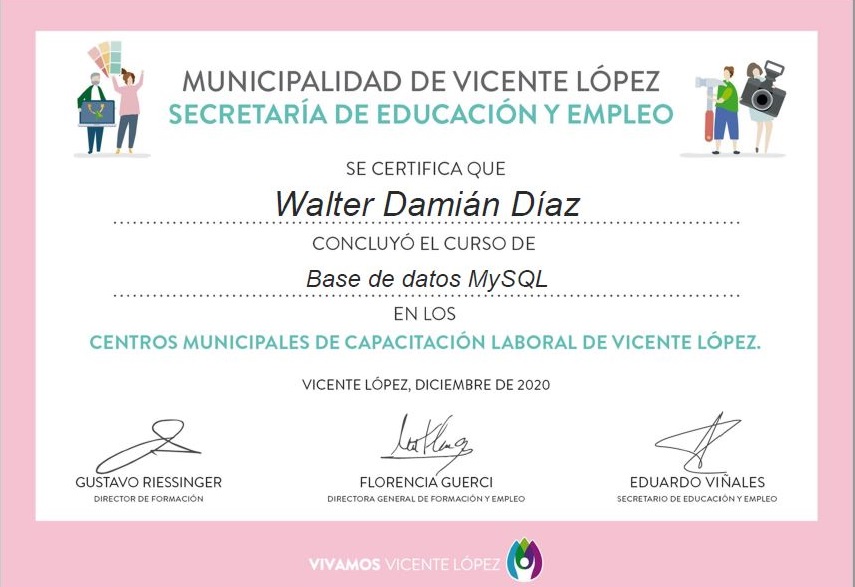 MUNICIPALIDAD DE VICENTE LÓPEZ
SECRETARÍA DE EDUCACIÓN Y EMPLEO
SE CERTIFICA QUE
Walter Damián Díaz
CONCLUYÓ EL CURSO DE
Base de datos MySQL
EN LOS
CENTROS MUNICIPALES DE CAPACITACIÓN LABORAL DE VICENTE LÓPEZ.
VICENTE LÓPEZ, DICIEMBRE DE 2020
GUSTAVO RIESSINGER
DIRECTOR DE FORMACIÓN
FLORENCIA GUERCI
DIRECTORA GENERAL DE FORMACIÓN Y EMPLEO
EDUARDO VIÑALES
SECRETARIO DE EDUCACIÓN Y EMPLEO
VIVAMOS VICENTE LÓPEZ